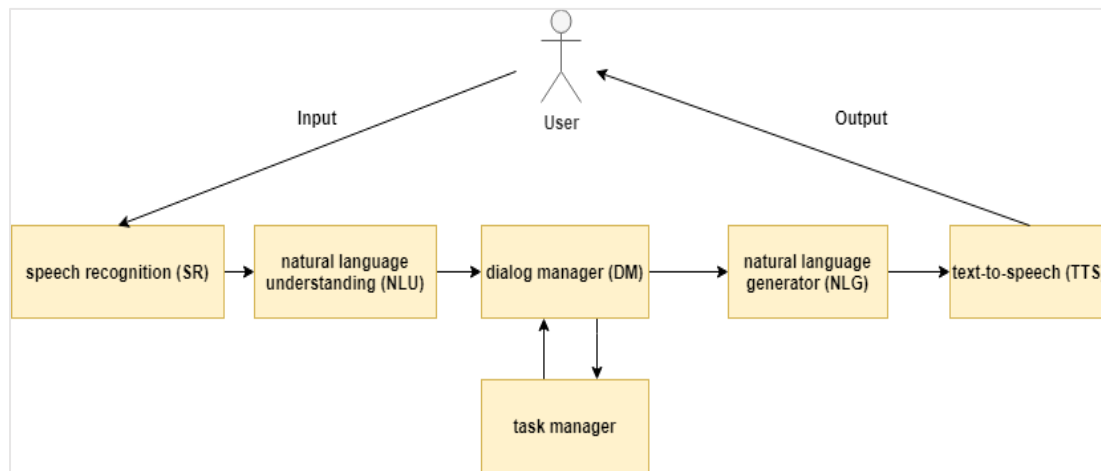 User
Input
Output
speech recognition (SR)
natural language
understanding (NLU)
dialog manager (DM)
natural language
generator (NLG)
text-to-speech (TTS
task manager